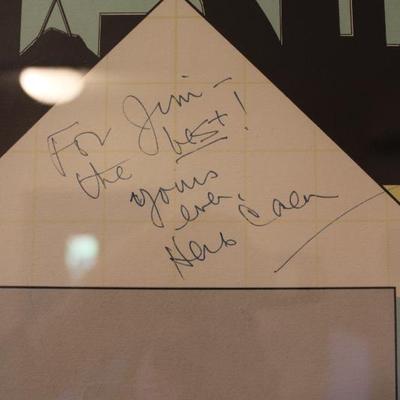 For Jim -
the best!
yours
ever,
Herb Caen